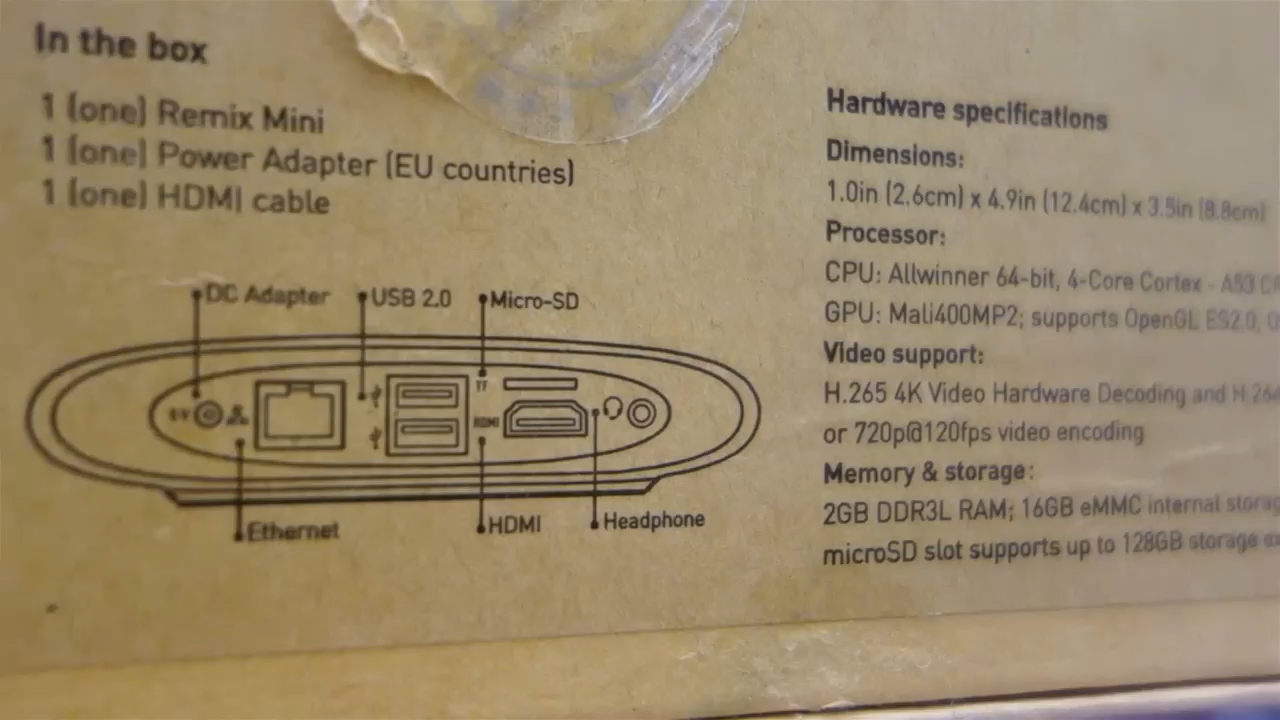 In the box
1 (one) Remix Mini
1 (one) Power Adapter (EU countries)
1 (one) HDMI cable
DC Adapter
USB 2.0
Micro-SD
TF
HDMI
Ethernet
HDMI
Headphone
Hardware specifications
Dimensions:
1.0in (2.6cm) x 4.9in (12.4cm) x 3.5in (8.8cm)
Processor:
CPU: Allwinner 64-bit, 4-Core Cortex - A53
GPU: Mali400MP2; supports OpenGL ES2.0,
Video support:
H.265 4K Video Hardware Decoding and H.264
or 720p@120fps video encoding
Memory & storage:
2GB DDR3L RAM; 16GB eMMC internal
microSD slot supports up to 128GB storage